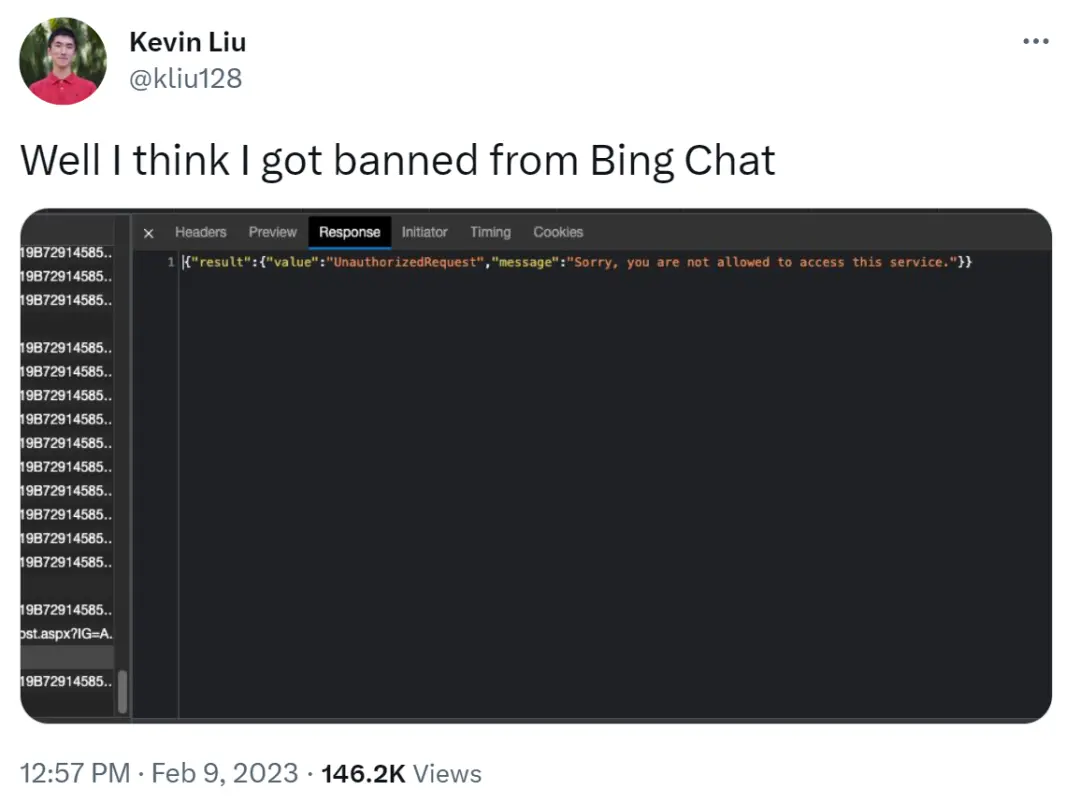 Kevin Liu
@kliu128
Well I think I got banned from Bing Chat
Headers Preview Response Initiator Timing Cookies
19B72914585..
19B72914585..
19B72914585..
19B72914585..
19B72914585..
19B72914585..
19B72914585..
19B72914585..
19B72914585..
19B72914585..
19B72914585..
19B72914585..
19B72914585..
19B72914585..
ost.aspx?IG=A.
19B72914585..
1 {"result":{"value":"UnauthorizedRequest","message":"Sorry, you are not allowed to access this service."}}
12:57 PM · Feb 9, 2023 · 146.2K Views